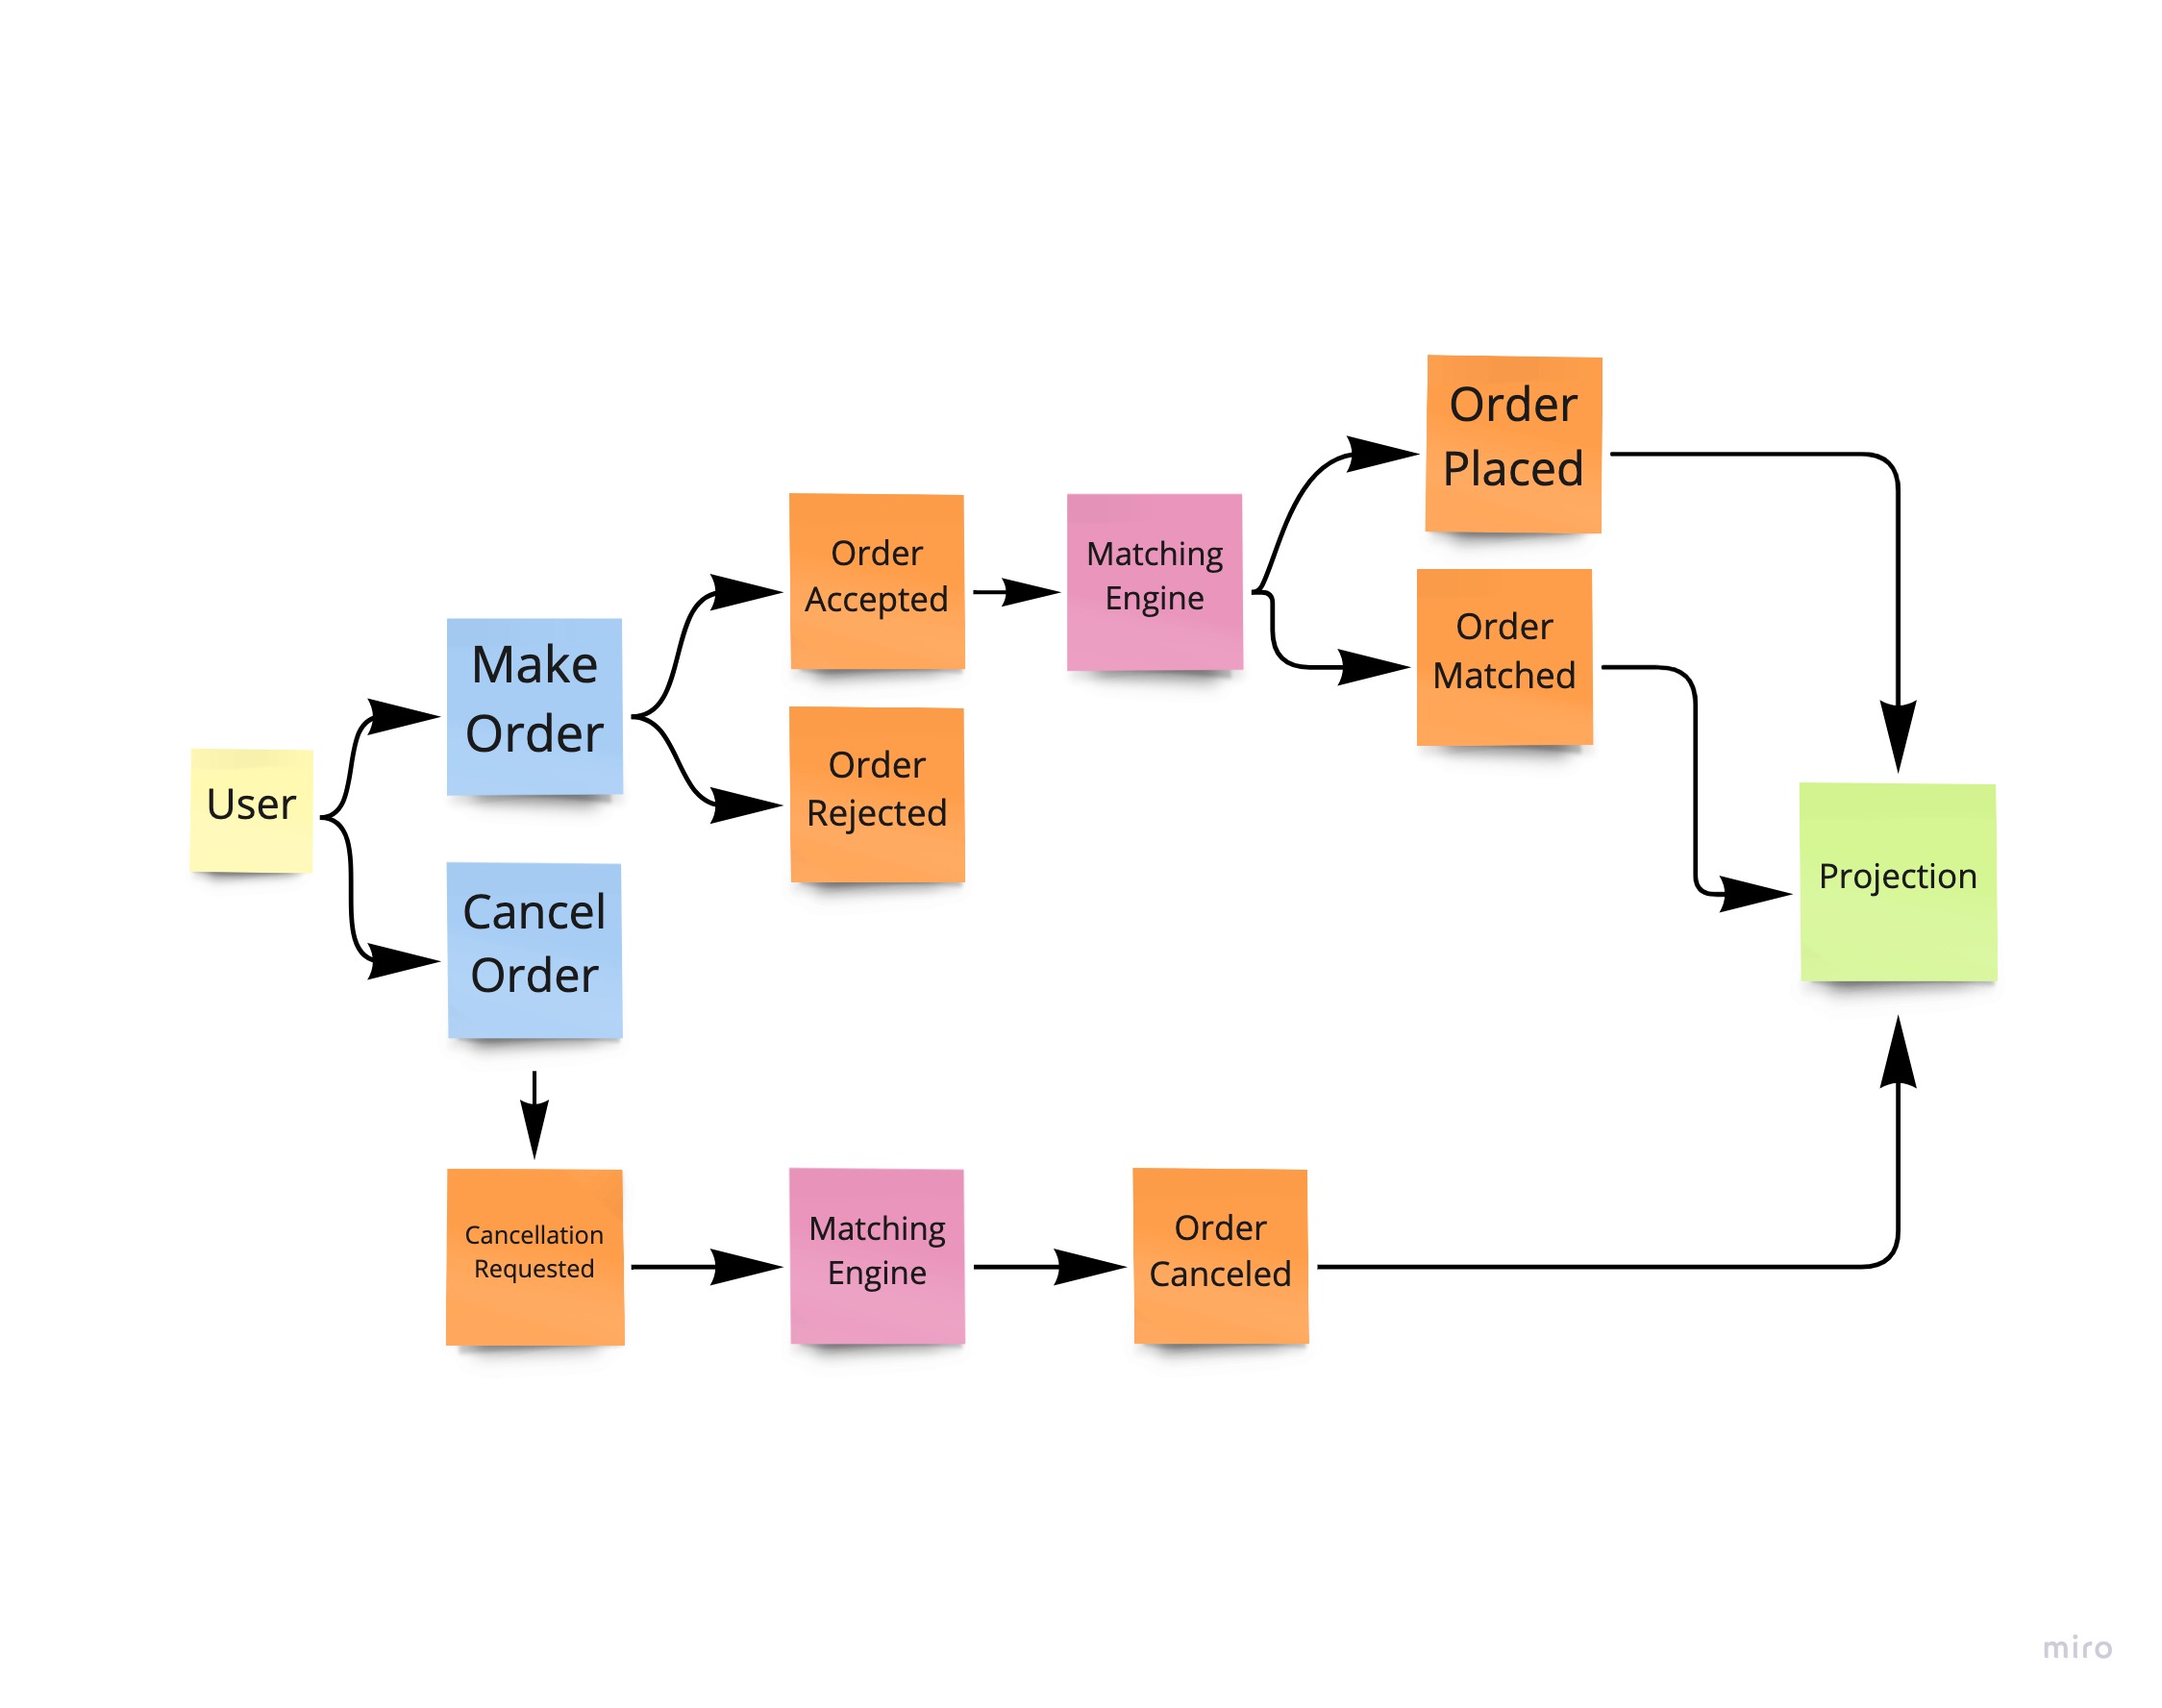 User
Make
Order
Cancel
Order
Order
Accepted
Order
Rejected
Matching
Engine
Order
Placed
Order
Matched
Projection
Cancellation
Requested
Matching
Engine
Order
Canceled
miro